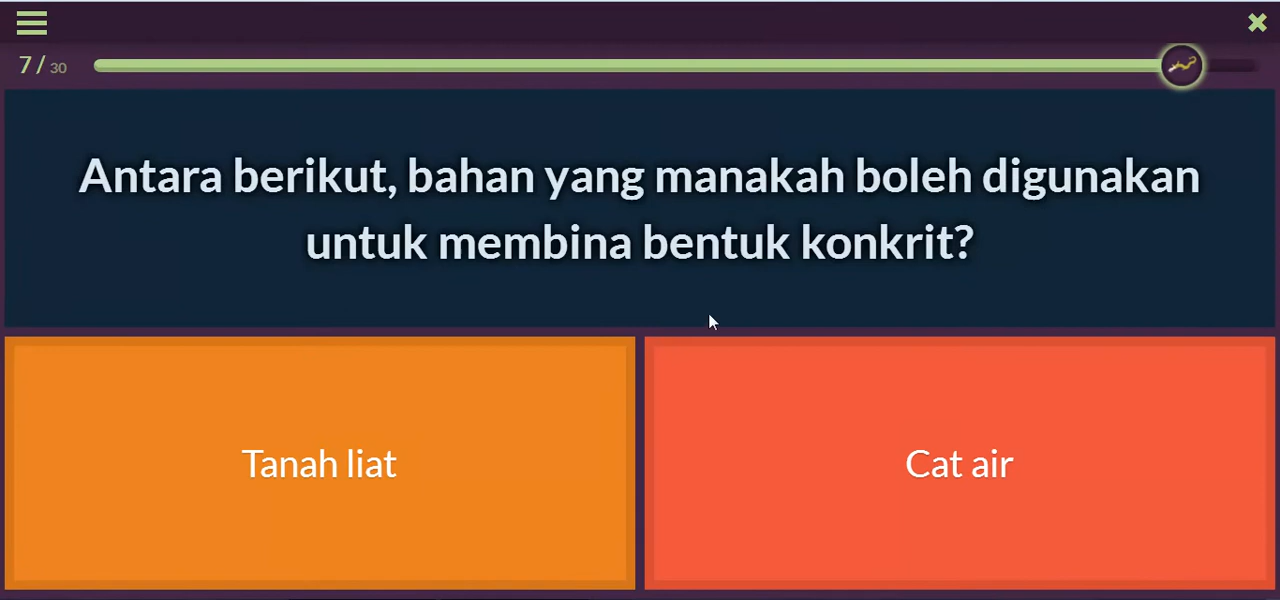 7 / 30
Antara berikut, bahan yang manakah boleh digunakan
untuk membina bentuk konkrit?
Tanah liat
Cat air